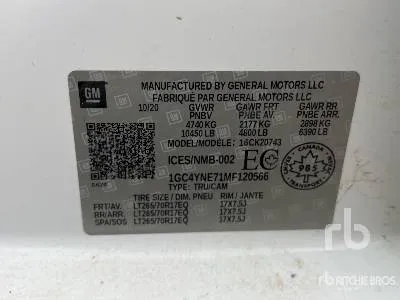 GM
MANUFACTURED BY GENERAL MOTORS LLC
FABRIQUÉ PAR GENERAL MOTORS LLC
10/20 GVWR GAWR FRT GAWR RR
PNBV PNBE AV. PNBE ARR.
4740 KG 2177 KG 2898 KG
10450 LB 4800 LB 6390 LB
MODEL/MODÈLE: 16CK20743
ICES/NMB-002 EC
1GC4YNE71MF120566
TYPE: TRU/CAM
985
TIRE SIZE / DIM. PNEU RIM / JANTE
FRT/AV. LT265/70R17EQ 17X7.5J
RR/ARR. LT265/70R17EQ 17X7.5J
SPA/SOS LT265/70R17EQ 17X7.5J
rb
RITCHIE BROS